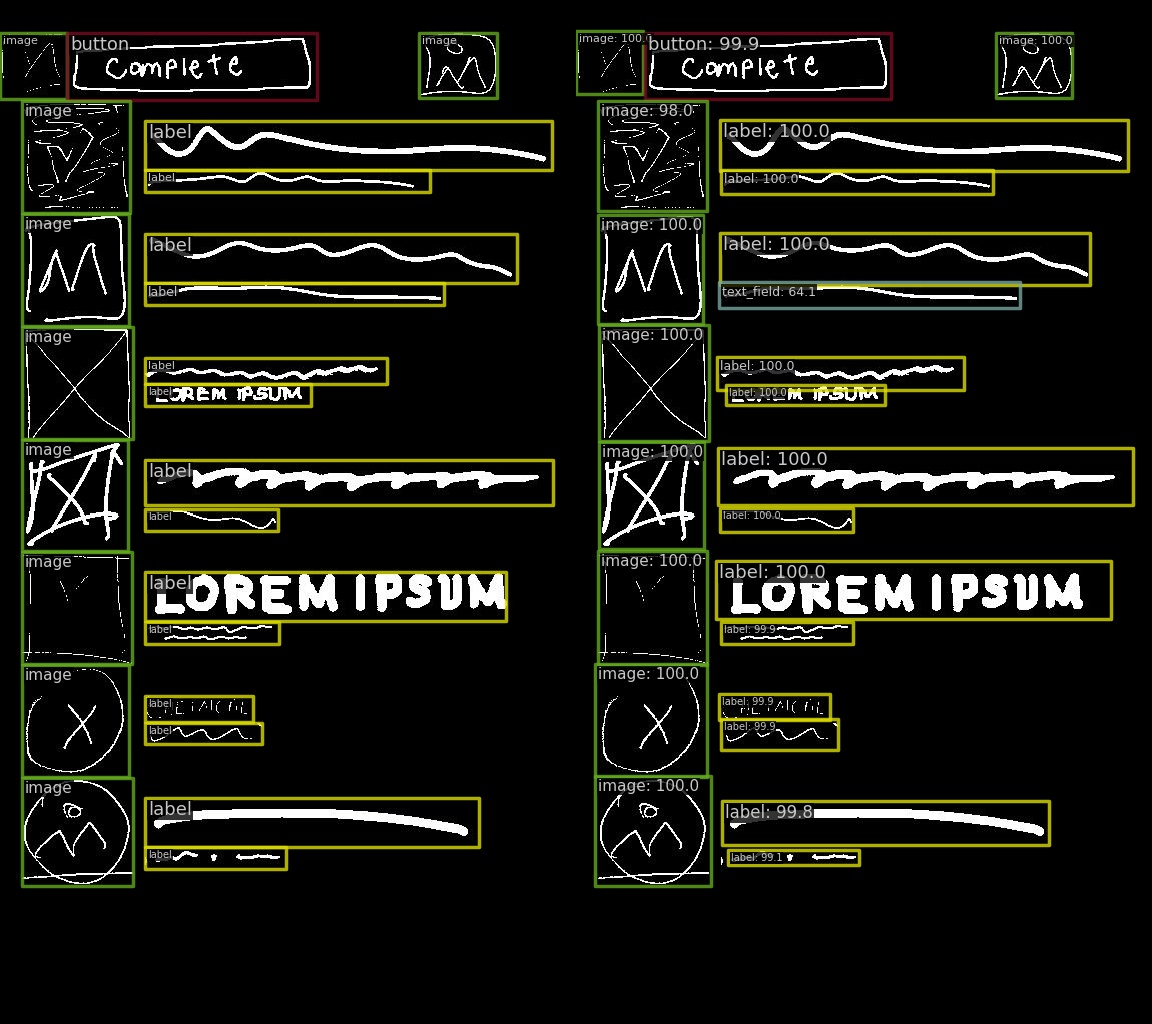 image
button
Complete
image
image
label
label
image
label
label
image
label
label
LOREM IPSUM
image
label
label
image
label
LOREM IPSUM
label
image
label
label
image
label
label
image: 100.0
button: 99.9
Complete
image: 100.0
image: 98.0
label: 100.0
label: 100.0
image: 100.0
label: 100.0
text_field: 64.1
image: 100.0
label: 100.0
label: 100.0
LOREM IPSUM
image: 100.0
label: 100.0
label: 100.0
image: 100.0
label: 100.0
LOREM IPSUM
label: 99.9
image: 100.0
label: 99.9
label: 99.9
image: 100.0
label: 99.8
label: 99.1